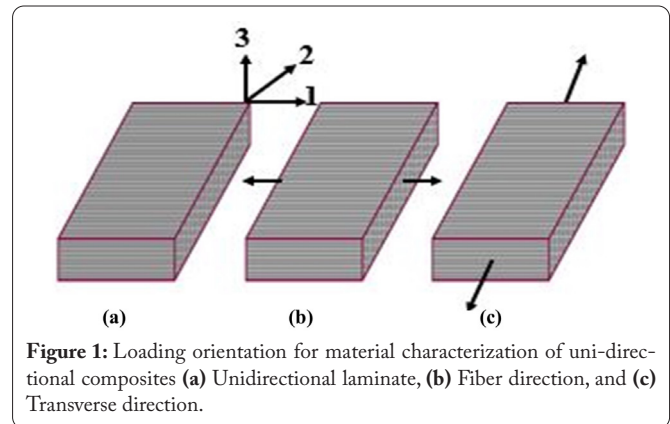 3
2
1
(a) (b) (c)
Figure 1: Loading orientation for material characterization of uni-direc-
tional composites (a) Unidirectional laminate, (b) Fiber direction, and (c)
Transverse direction.